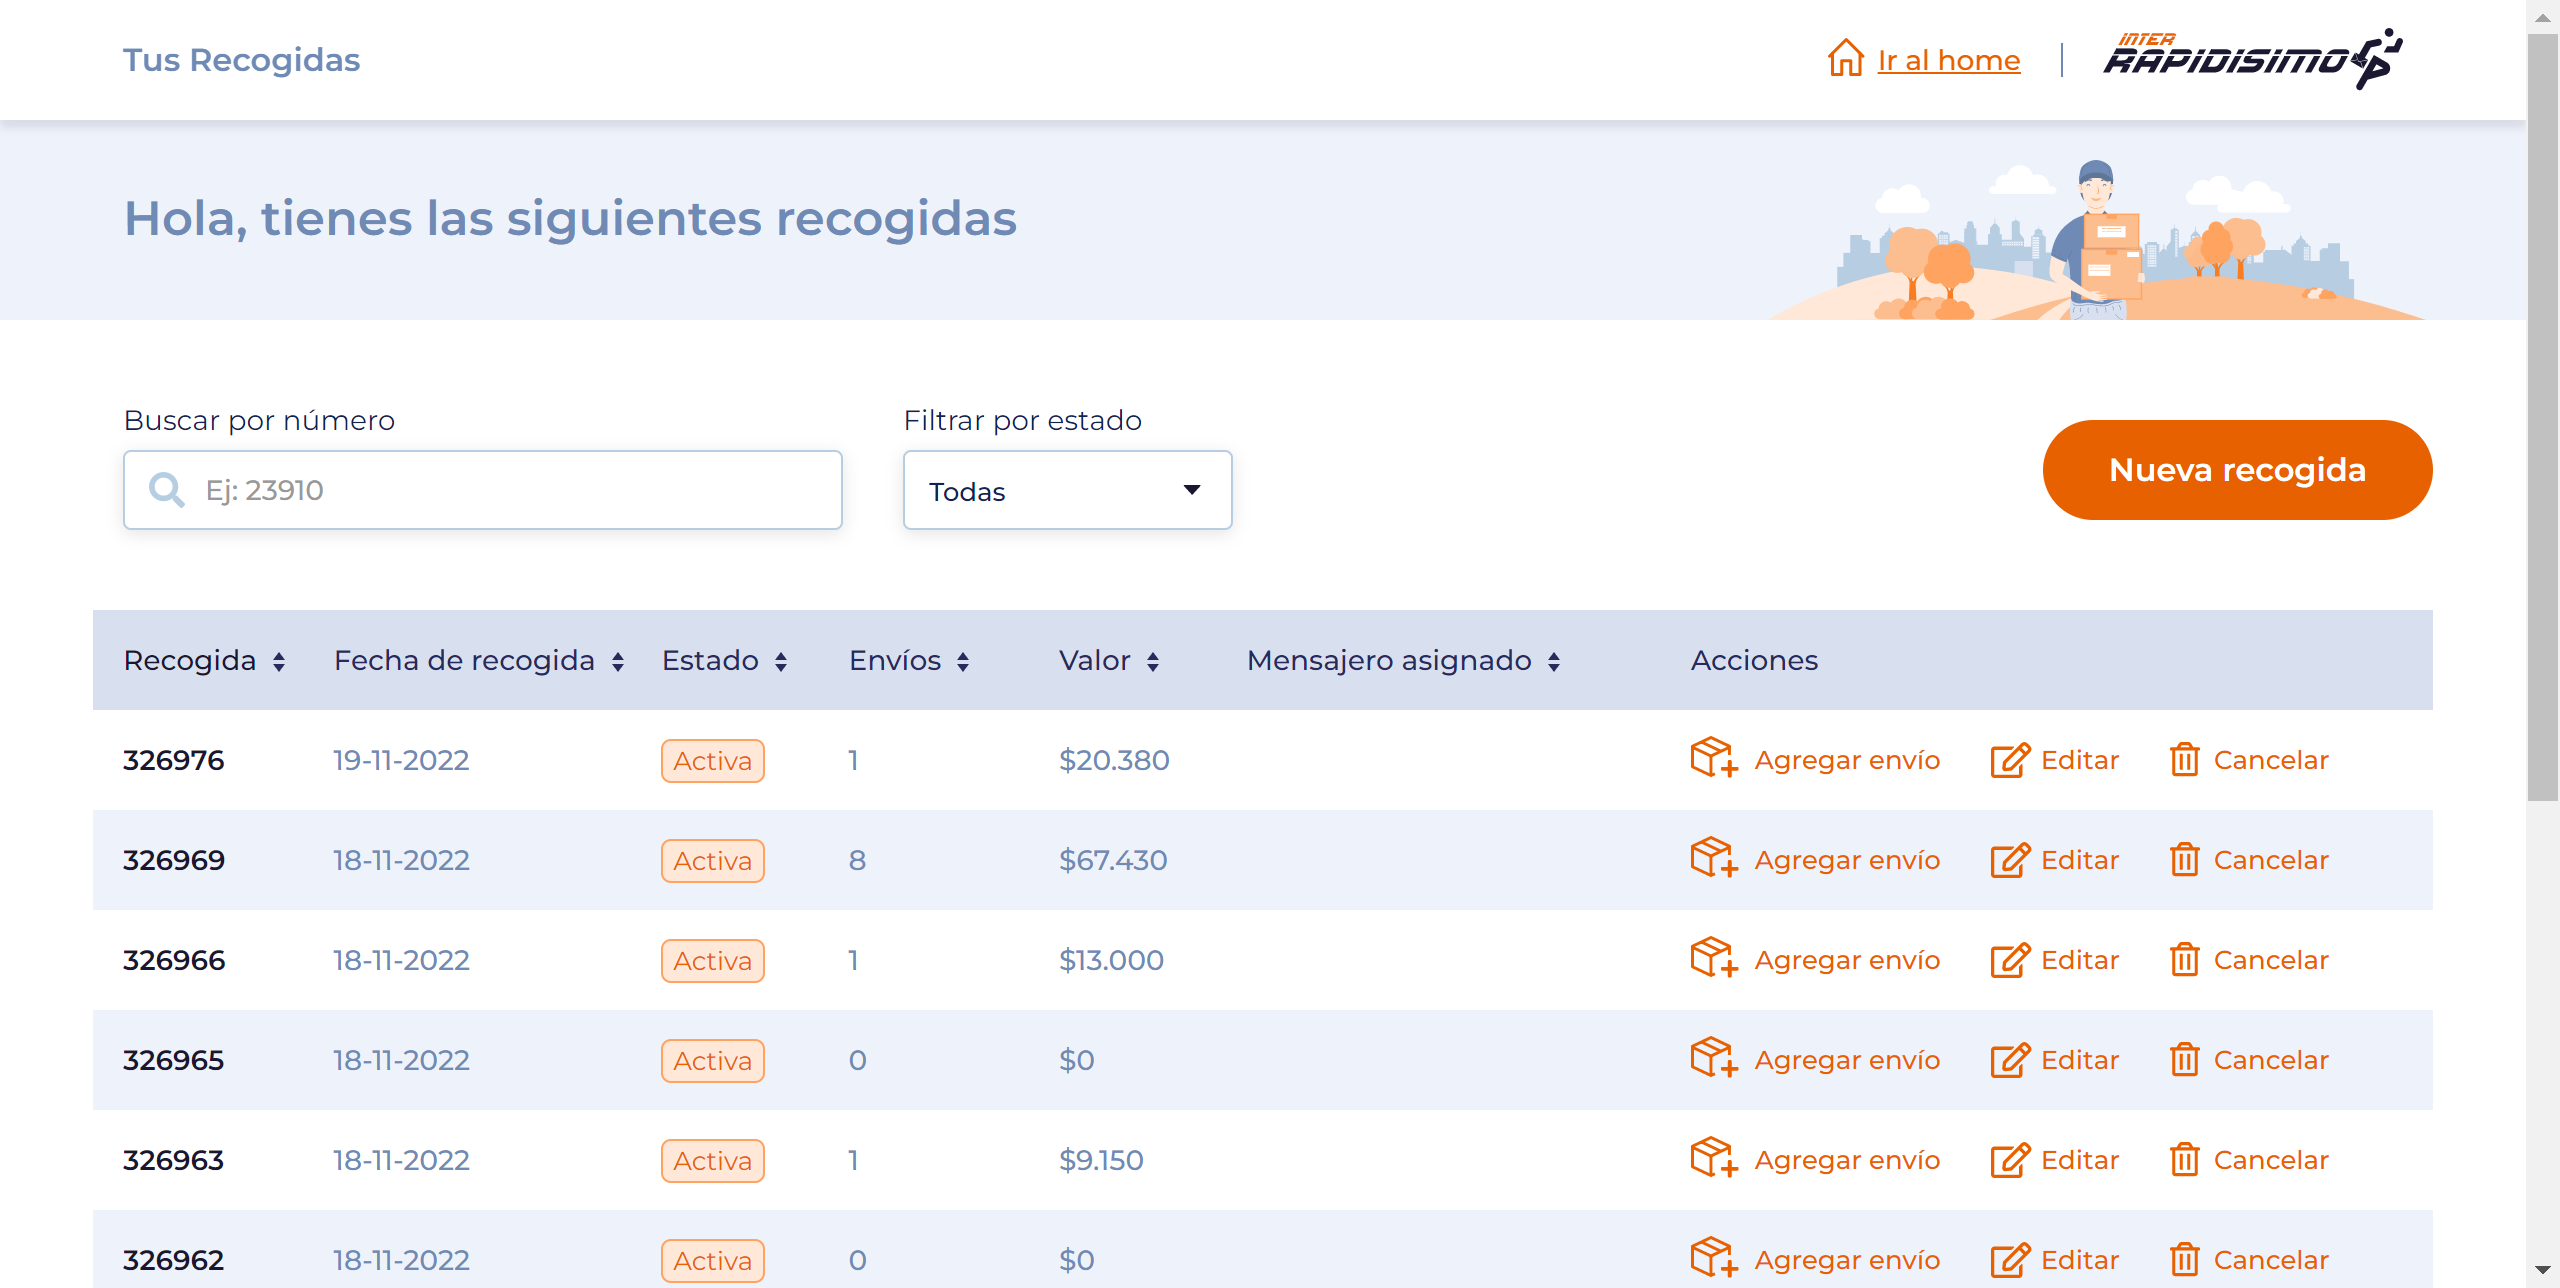 Tus Recogidas
Ir al home
INTER
RAPIDISIMO
Hola, tienes las siguientes recogidas
Buscar por número
Filtrar por estado
Ej: 23910
Todas
Nueva recogida
Recogida Fecha de recogida Estado Envíos Valor Mensajero asignado Acciones
326976 19-11-2022 Activa 1 $20.380 Agregar envío Editar Cancelar
326969 18-11-2022 Activa 8 $67.430 Agregar envío Editar Cancelar
326966 18-11-2022 Activa 1 $13.000 Agregar envío Editar Cancelar
326965 18-11-2022 Activa 0 $0 Agregar envío Editar Cancelar
326963 18-11-2022 Activa 1 $9.150 Agregar envío Editar Cancelar
326962 18-11-2022 Activa 0 $0 Agregar envío Editar Cancelar